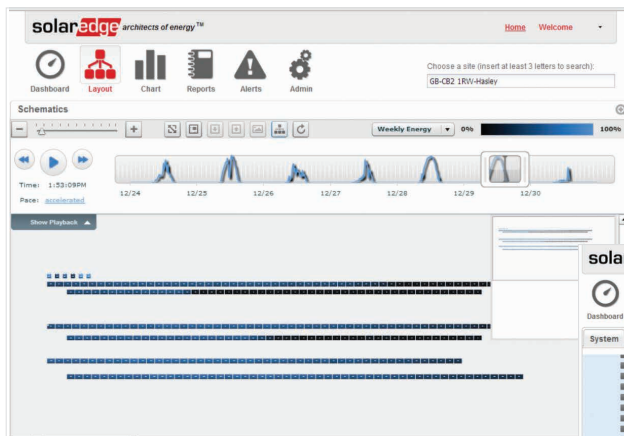 solaredge architects of energy™
Home Welcome
Dashboard Layout Chart Reports Alerts Admin
Choose a site (insert at least 3 letters to search):
GB-CB2 1RW-Hasley
Schematics
Weekly Energy 0% 100%
Time: 1:53:09PM
Pace: accelerated
12/24 12/25 12/26 12/27 12/28 12/29 12/30
Show Playback
sola
Dashboard
System